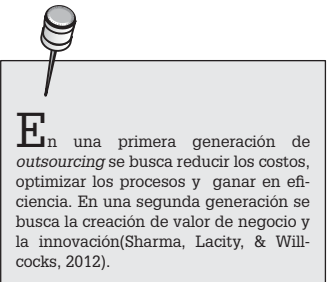 En una primera generación de
outsourcing se busca reducir los costos,
optimizar los procesos y ganar en efi-
ciencia. En una segunda generación se
busca la creación de valor de negocio y
la innovación(Sharma, Lacity, & Will-
cocks, 2012).